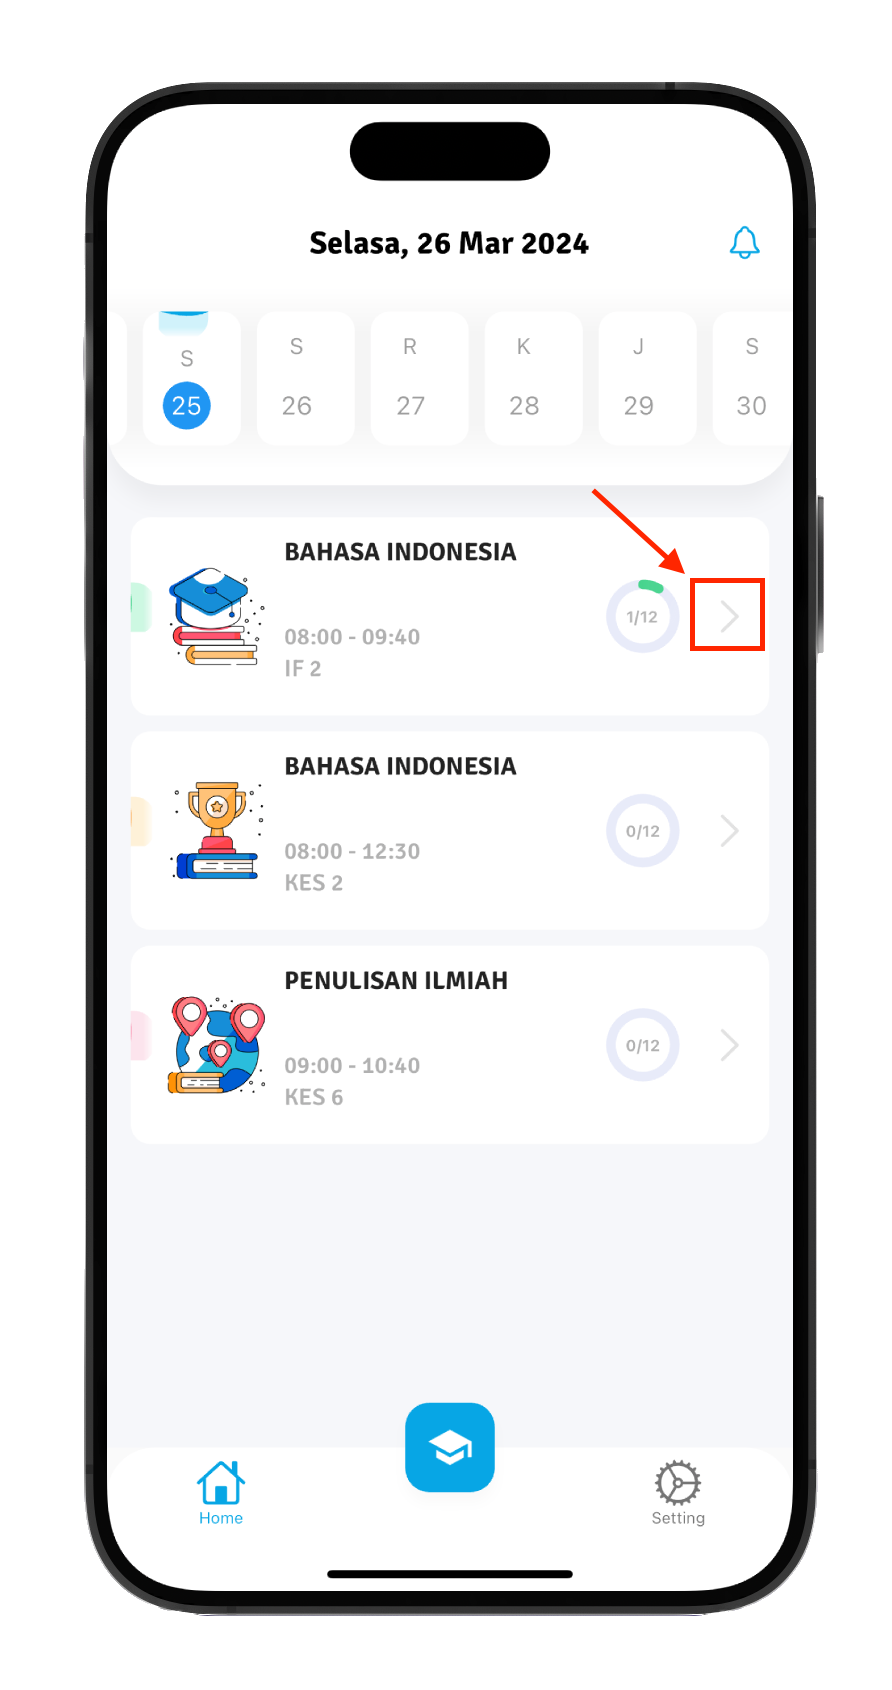 Selasa, 26 Mar 2024
S S R K J S
25 26 27 28 29 30
BAHASA INDONESIA
1/12
08:00 - 09:40
IF 2
BAHASA INDONESIA
0/12
08:00 - 12:30
KES 2
PENULISAN ILMIAH
0/12
09:00 - 10:40
KES 6
Home
Setting